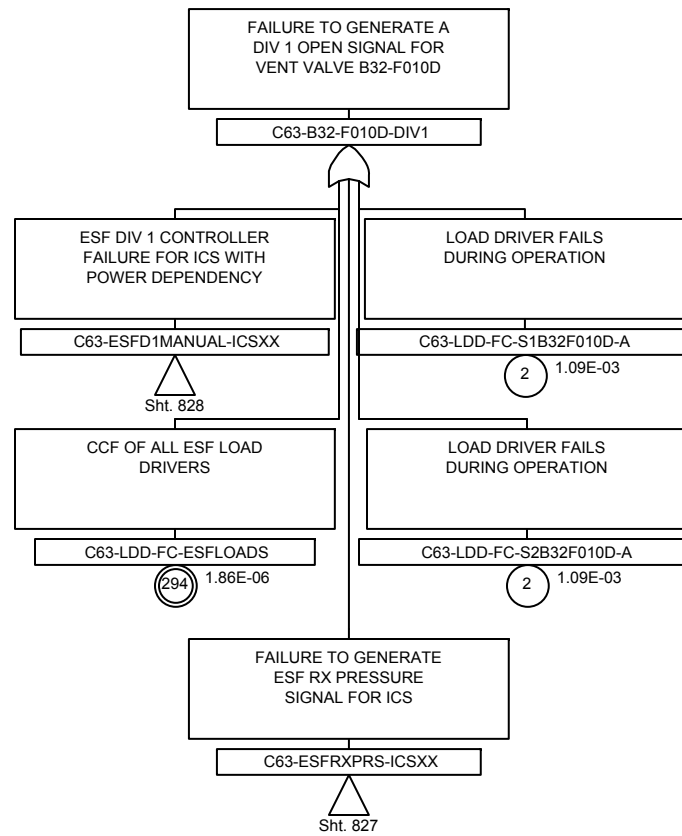 FAILURE TO GENERATE A
DIV 1 OPEN SIGNAL FOR
VENT VALVE B32-F010D
C63-B32-F010D-DIV1
ESF DIV 1 CONTROLLER
FAILURE FOR ICS WITH
POWER DEPENDENCY
C63-ESFD1MANUAL-ICSXX
Sht. 828
LOAD DRIVER FAILS
DURING OPERATION
C63-LDD-FC-S1B32F010D-A
2
1.09E-03
CCF OF ALL ESF LOAD
DRIVERS
C63-LDD-FC-ESFLOADS
294
1.86E-06
LOAD DRIVER FAILS
DURING OPERATION
C63-LDD-FC-S2B32F010D-A
2
1.09E-03
FAILURE TO GENERATE
ESF RX PRESSURE
SIGNAL FOR ICS
C63-ESFRXPRS-ICSXX
Sht. 827